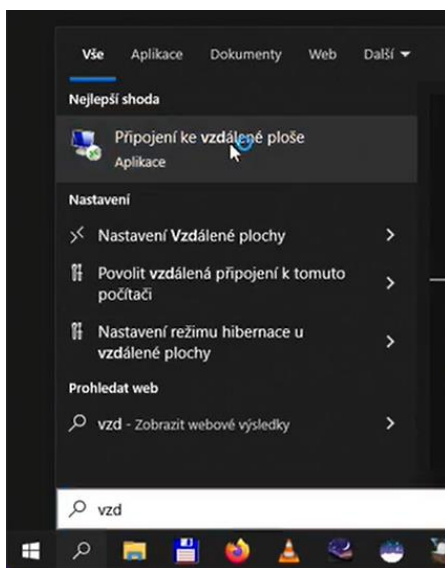 Vše Aplikace Dokumenty Web Další
Nejlepší shoda
Připojení ke vzdálené ploše
Aplikace
Nastavení
Nastavení Vzdálené plochy
Povolit vzdálená připojení k tomuto
počítači
Nastavení režimu hibernace u
vzdálené plochy
Prohledat web
vzd - Zobrazit webové výsledky
vzd